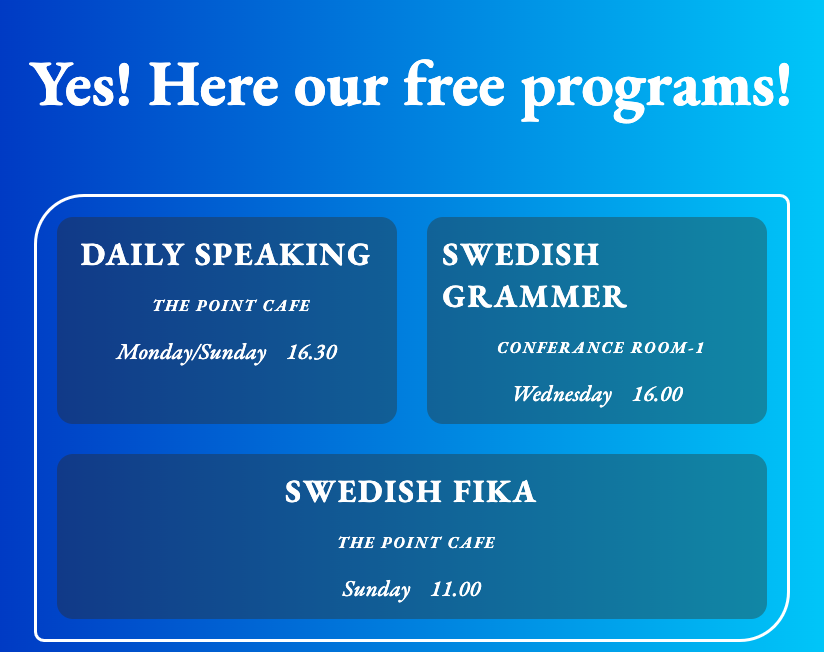 Yes! Here our free programs!
DAILY SPEAKING
THE POINT CAFE
Monday/Sunday 16.30
SWEDISH
GRAMMER
CONFERANCE ROOM-1
Wednesday 16.00
SWEDISH FIKA
THE POINT CAFE
Sunday 11.00